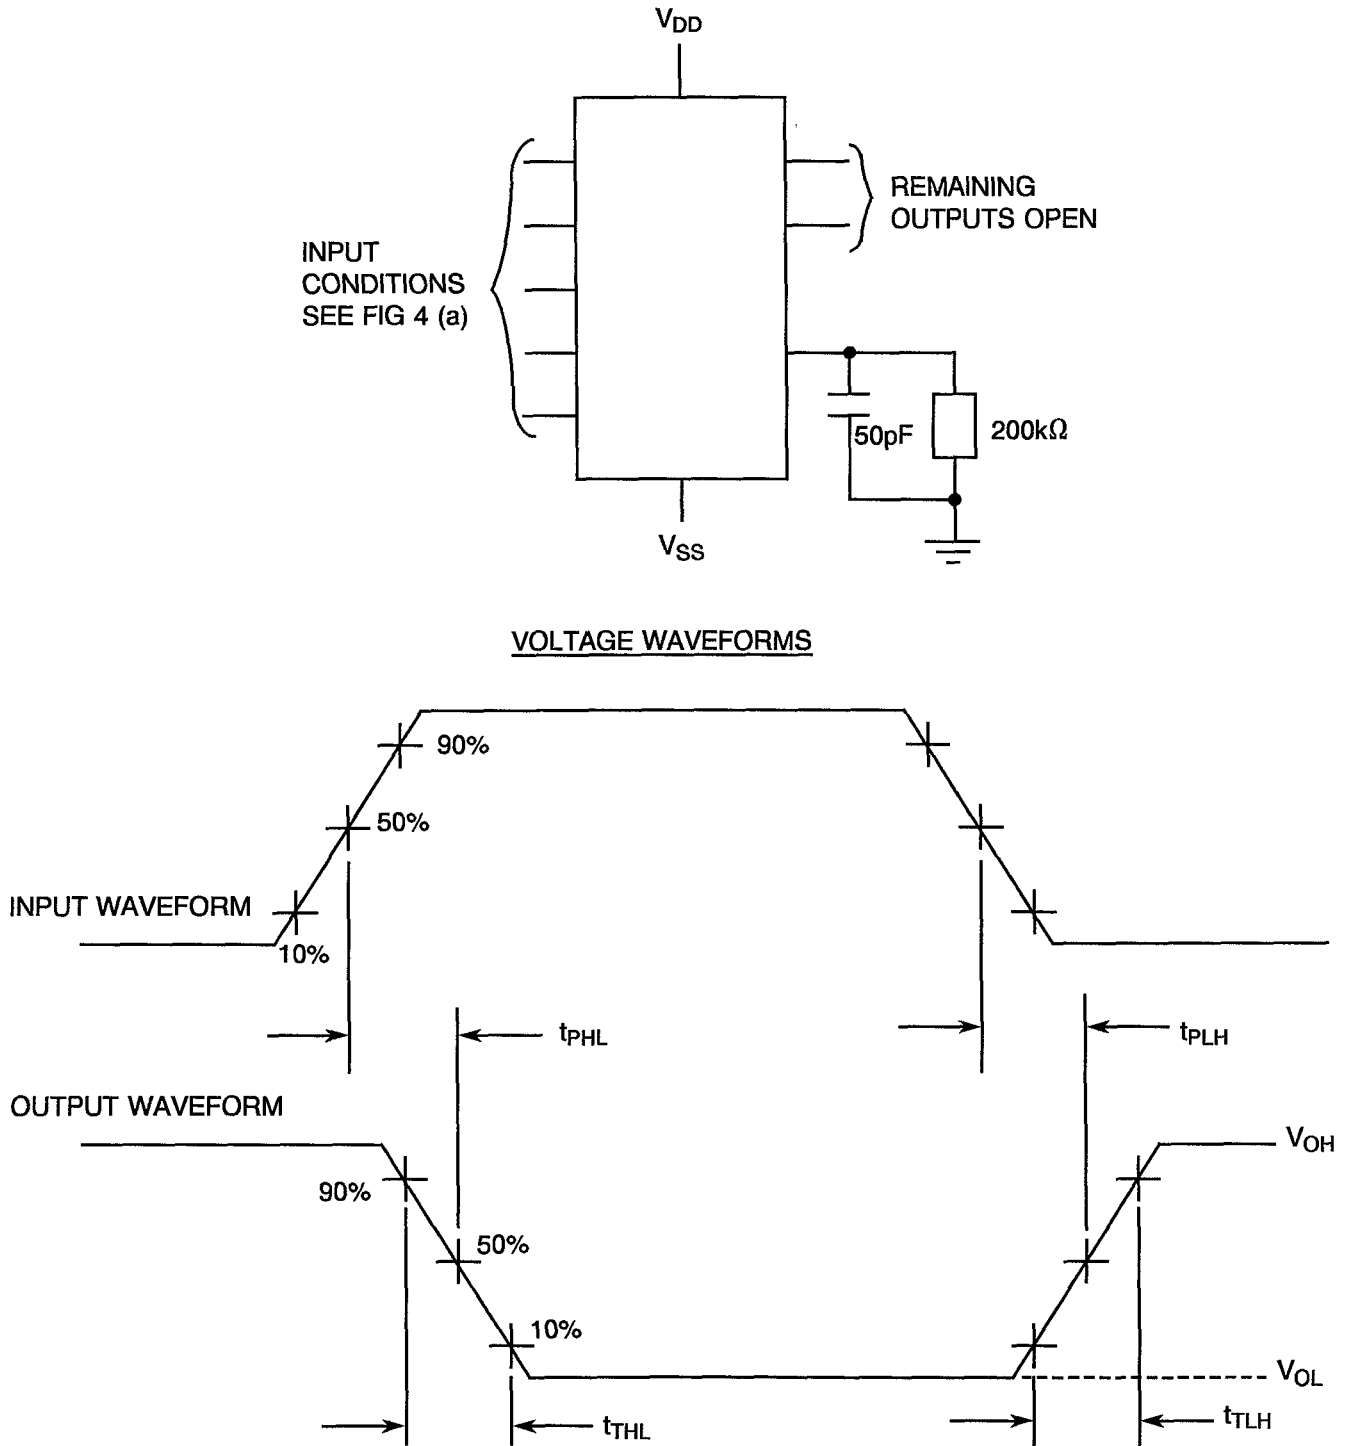 VDD
REMAINING
OUTPUTS OPEN
INPUT
CONDITIONS
SEE FIG 4 (a)
50pF
200kΩ
VSS
VOLTAGE WAVEFORMS
90%
50%
INPUT WAVEFORM
10%
tPHL
tPLH
OUTPUT WAVEFORM
VOH
90%
50%
10%
VOL
tTHL
tTLH